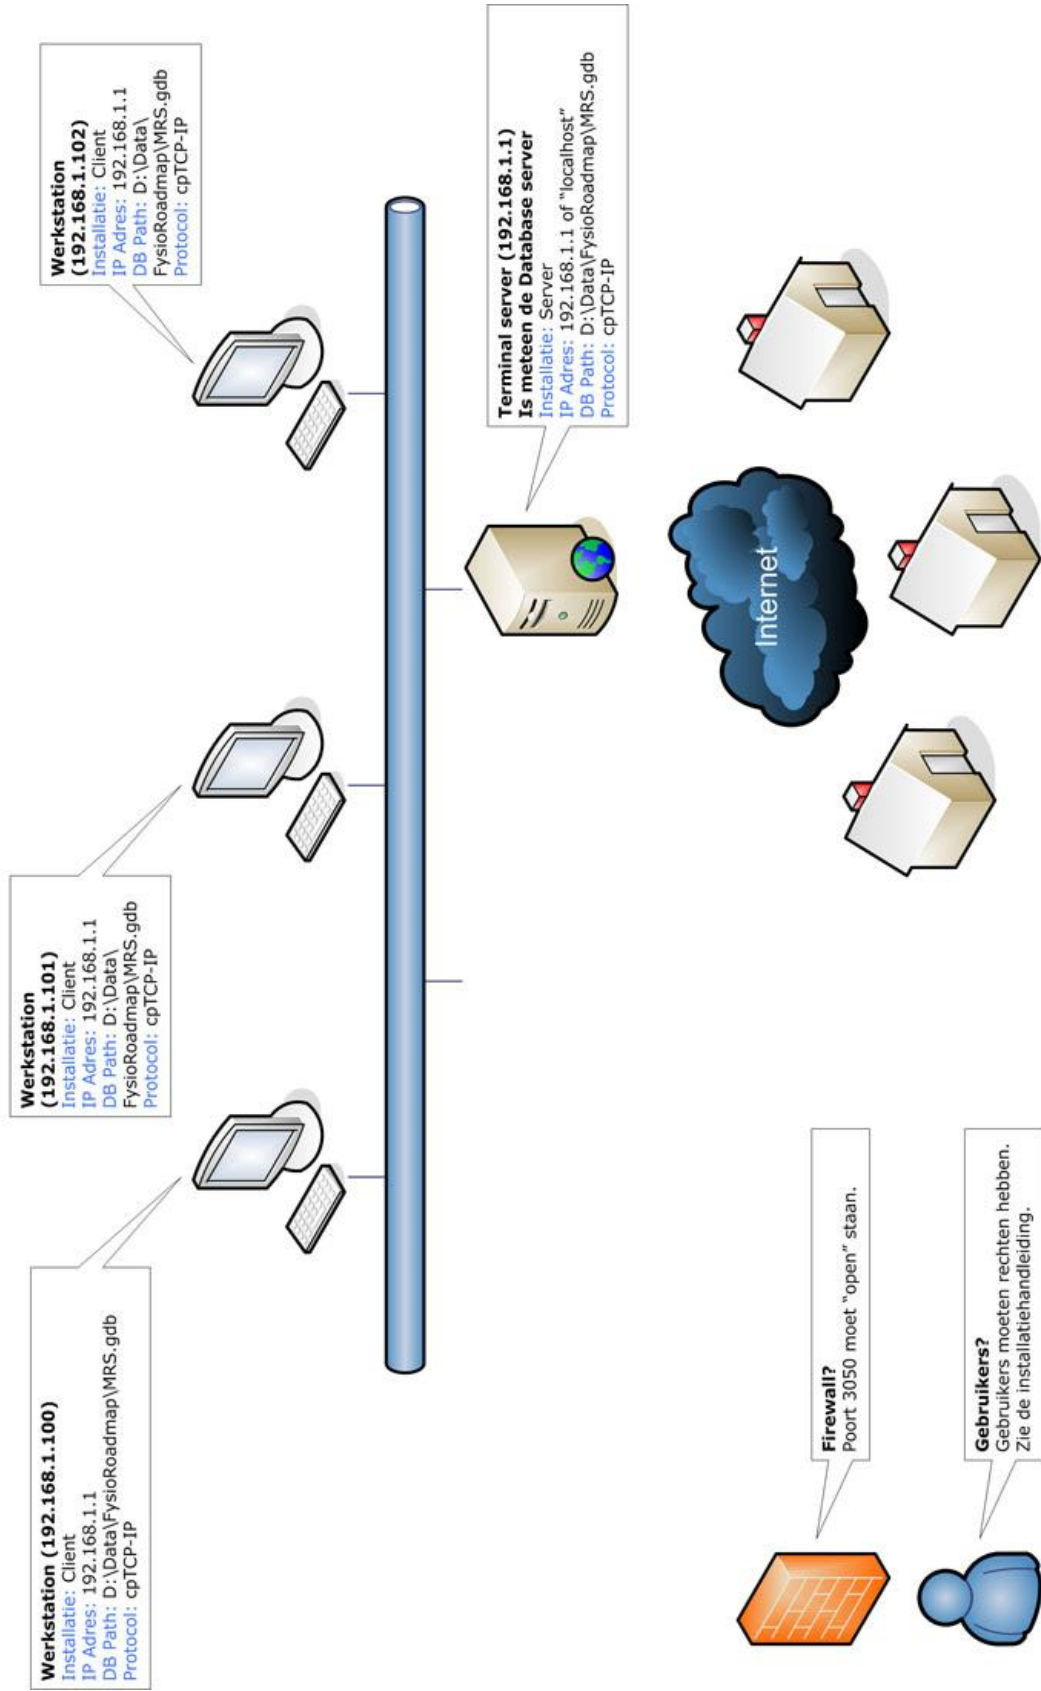 Werkstation (192.168.1.100)
Installatie: Client
IP Adres: 192.168.1.1
DB Path: D:\Data\FysioRoadmap\MRS.gdb
Protocol: cpTCP-IP
Werkstation
(192.168.1.101)
Installatie: Client
IP Adres: 192.168.1.1
DB Path: D:\Data\
FysioRoadmap\MRS.gdb
Protocol: cpTCP-IP
Werkstation
(192.168.1.102)
Installatie: Client
IP Adres: 192.168.1.1
DB Path: D:\Data\
FysioRoadmap\MRS.gdb
Protocol: cpTCP-IP
Terminal server (192.168.1.1)
Is meteen de Database server
Installatie: Server
IP Adres: 192.168.1.1 of "localhost"
DB Path: D:\Data\FysioRoadmap\MRS.gdb
Protocol: cpTCP-IP
Internet
Firewall?
Poort 3050 moet "open" staan.
Gebruikers?
Gebruikers moeten rechten hebben.
Zie de installatiehandleiding.